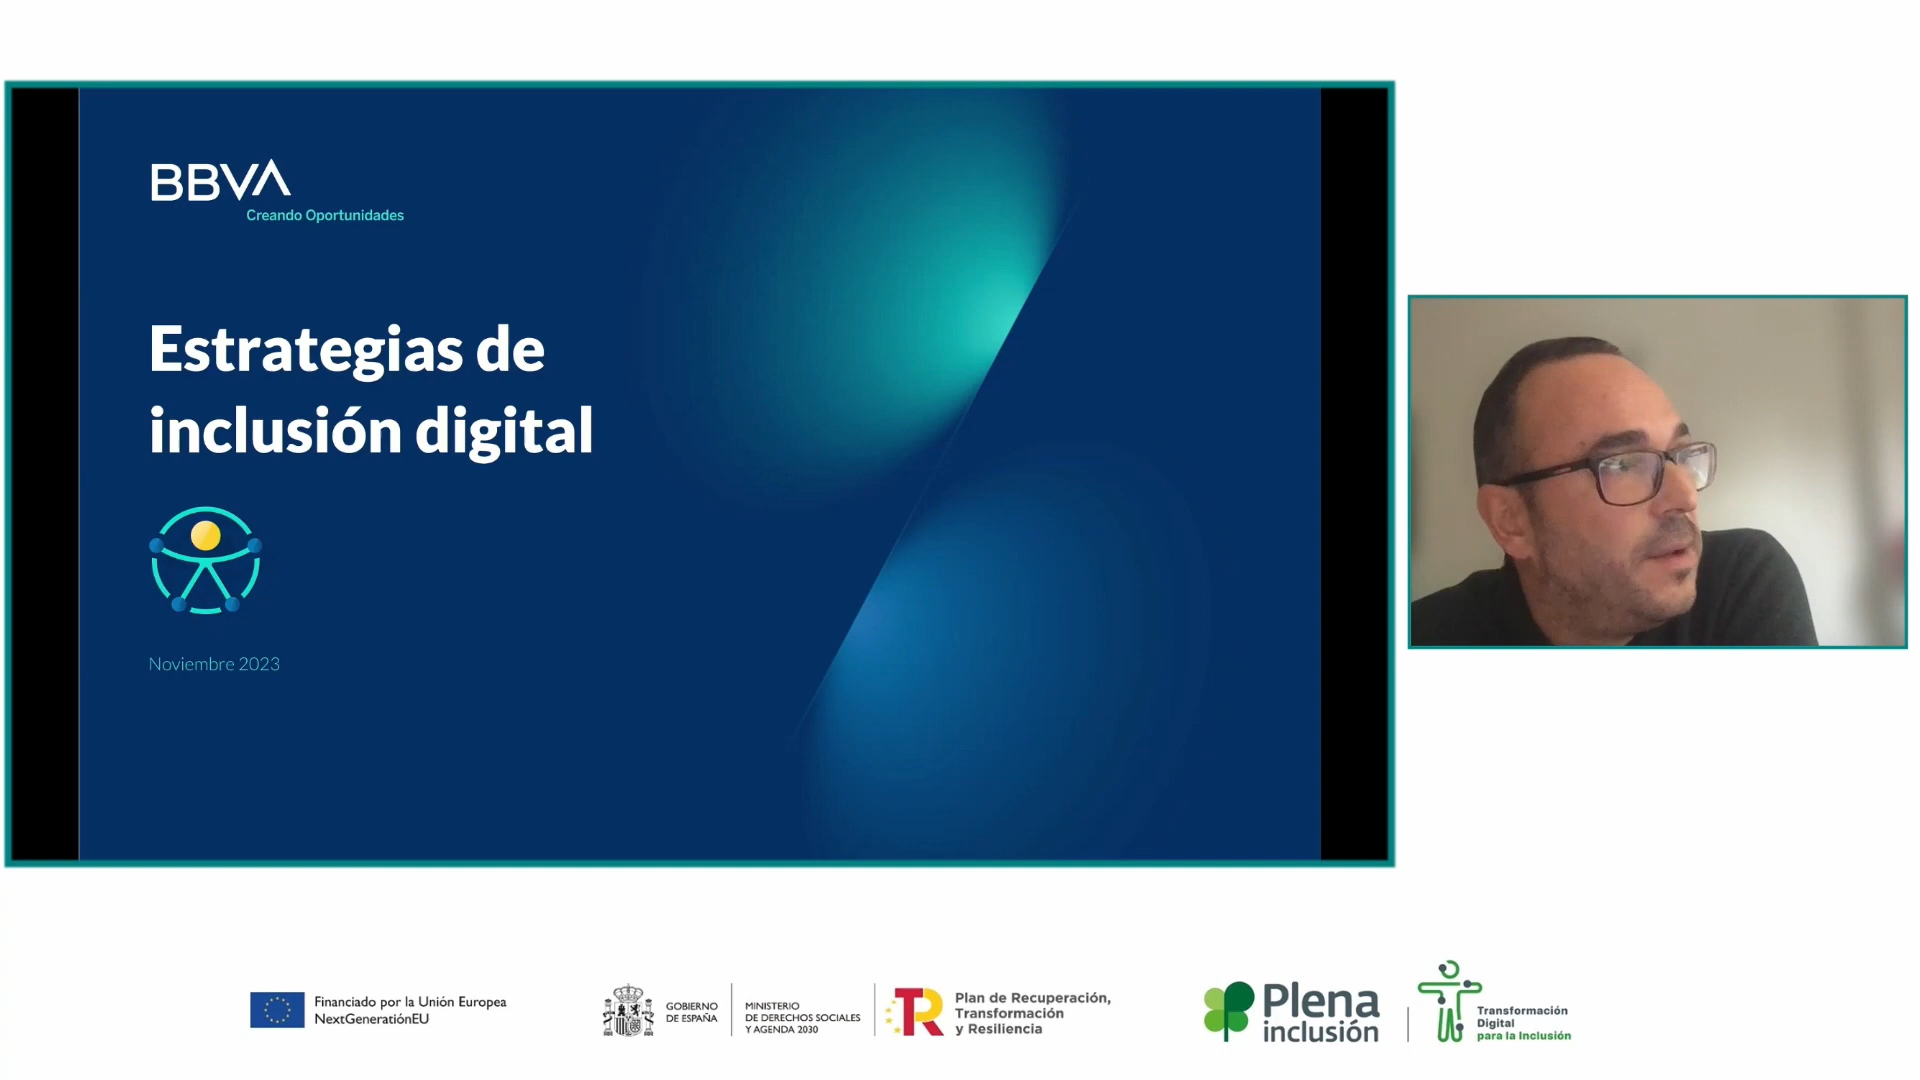 BBVA
Creando Oportunidades
Estrategias de
inclusión digital
Noviembre 2023
Financiado por la Unión Europea
NextGenerationEU
GOBIERNO
DE ESPAÑA
MINISTERIO
DE DERECHOS SOCIALES
Y AGENDA 2030
TR
Plan de Recuperación,
Transformación
y Resiliencia
Plena
inclusión
Transformación
Digital
para la Inclusión